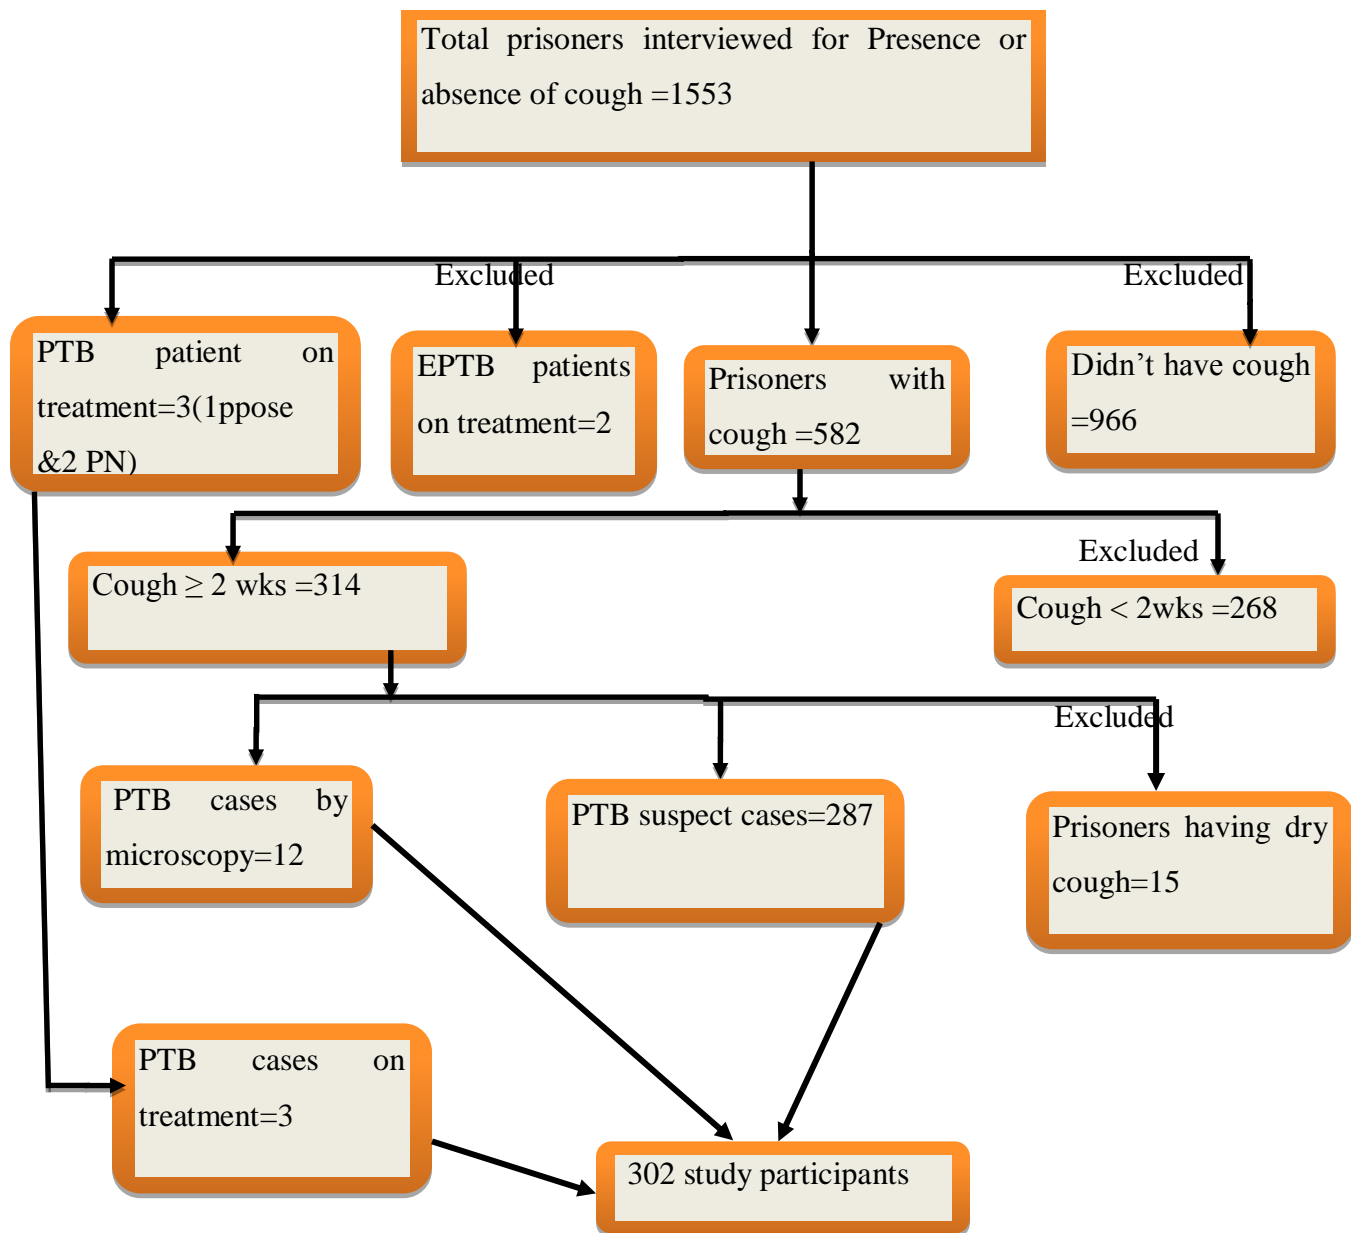 Total prisoners interviewed for Presence or
absence of cough =1553
Excluded
Excluded
PTB patient on
treatment=3(1ppose
&2 PN)
EPTB patients
on treatment=2
Prisoners with
cough =582
Didn’t have cough
=966
Excluded
Cough ≥ 2 wks =314
Cough < 2wks =268
Excluded
PTB cases by
microscopy=12
PTB suspect cases=287
Prisoners having dry
cough=15
PTB cases on
treatment=3
302 study participants